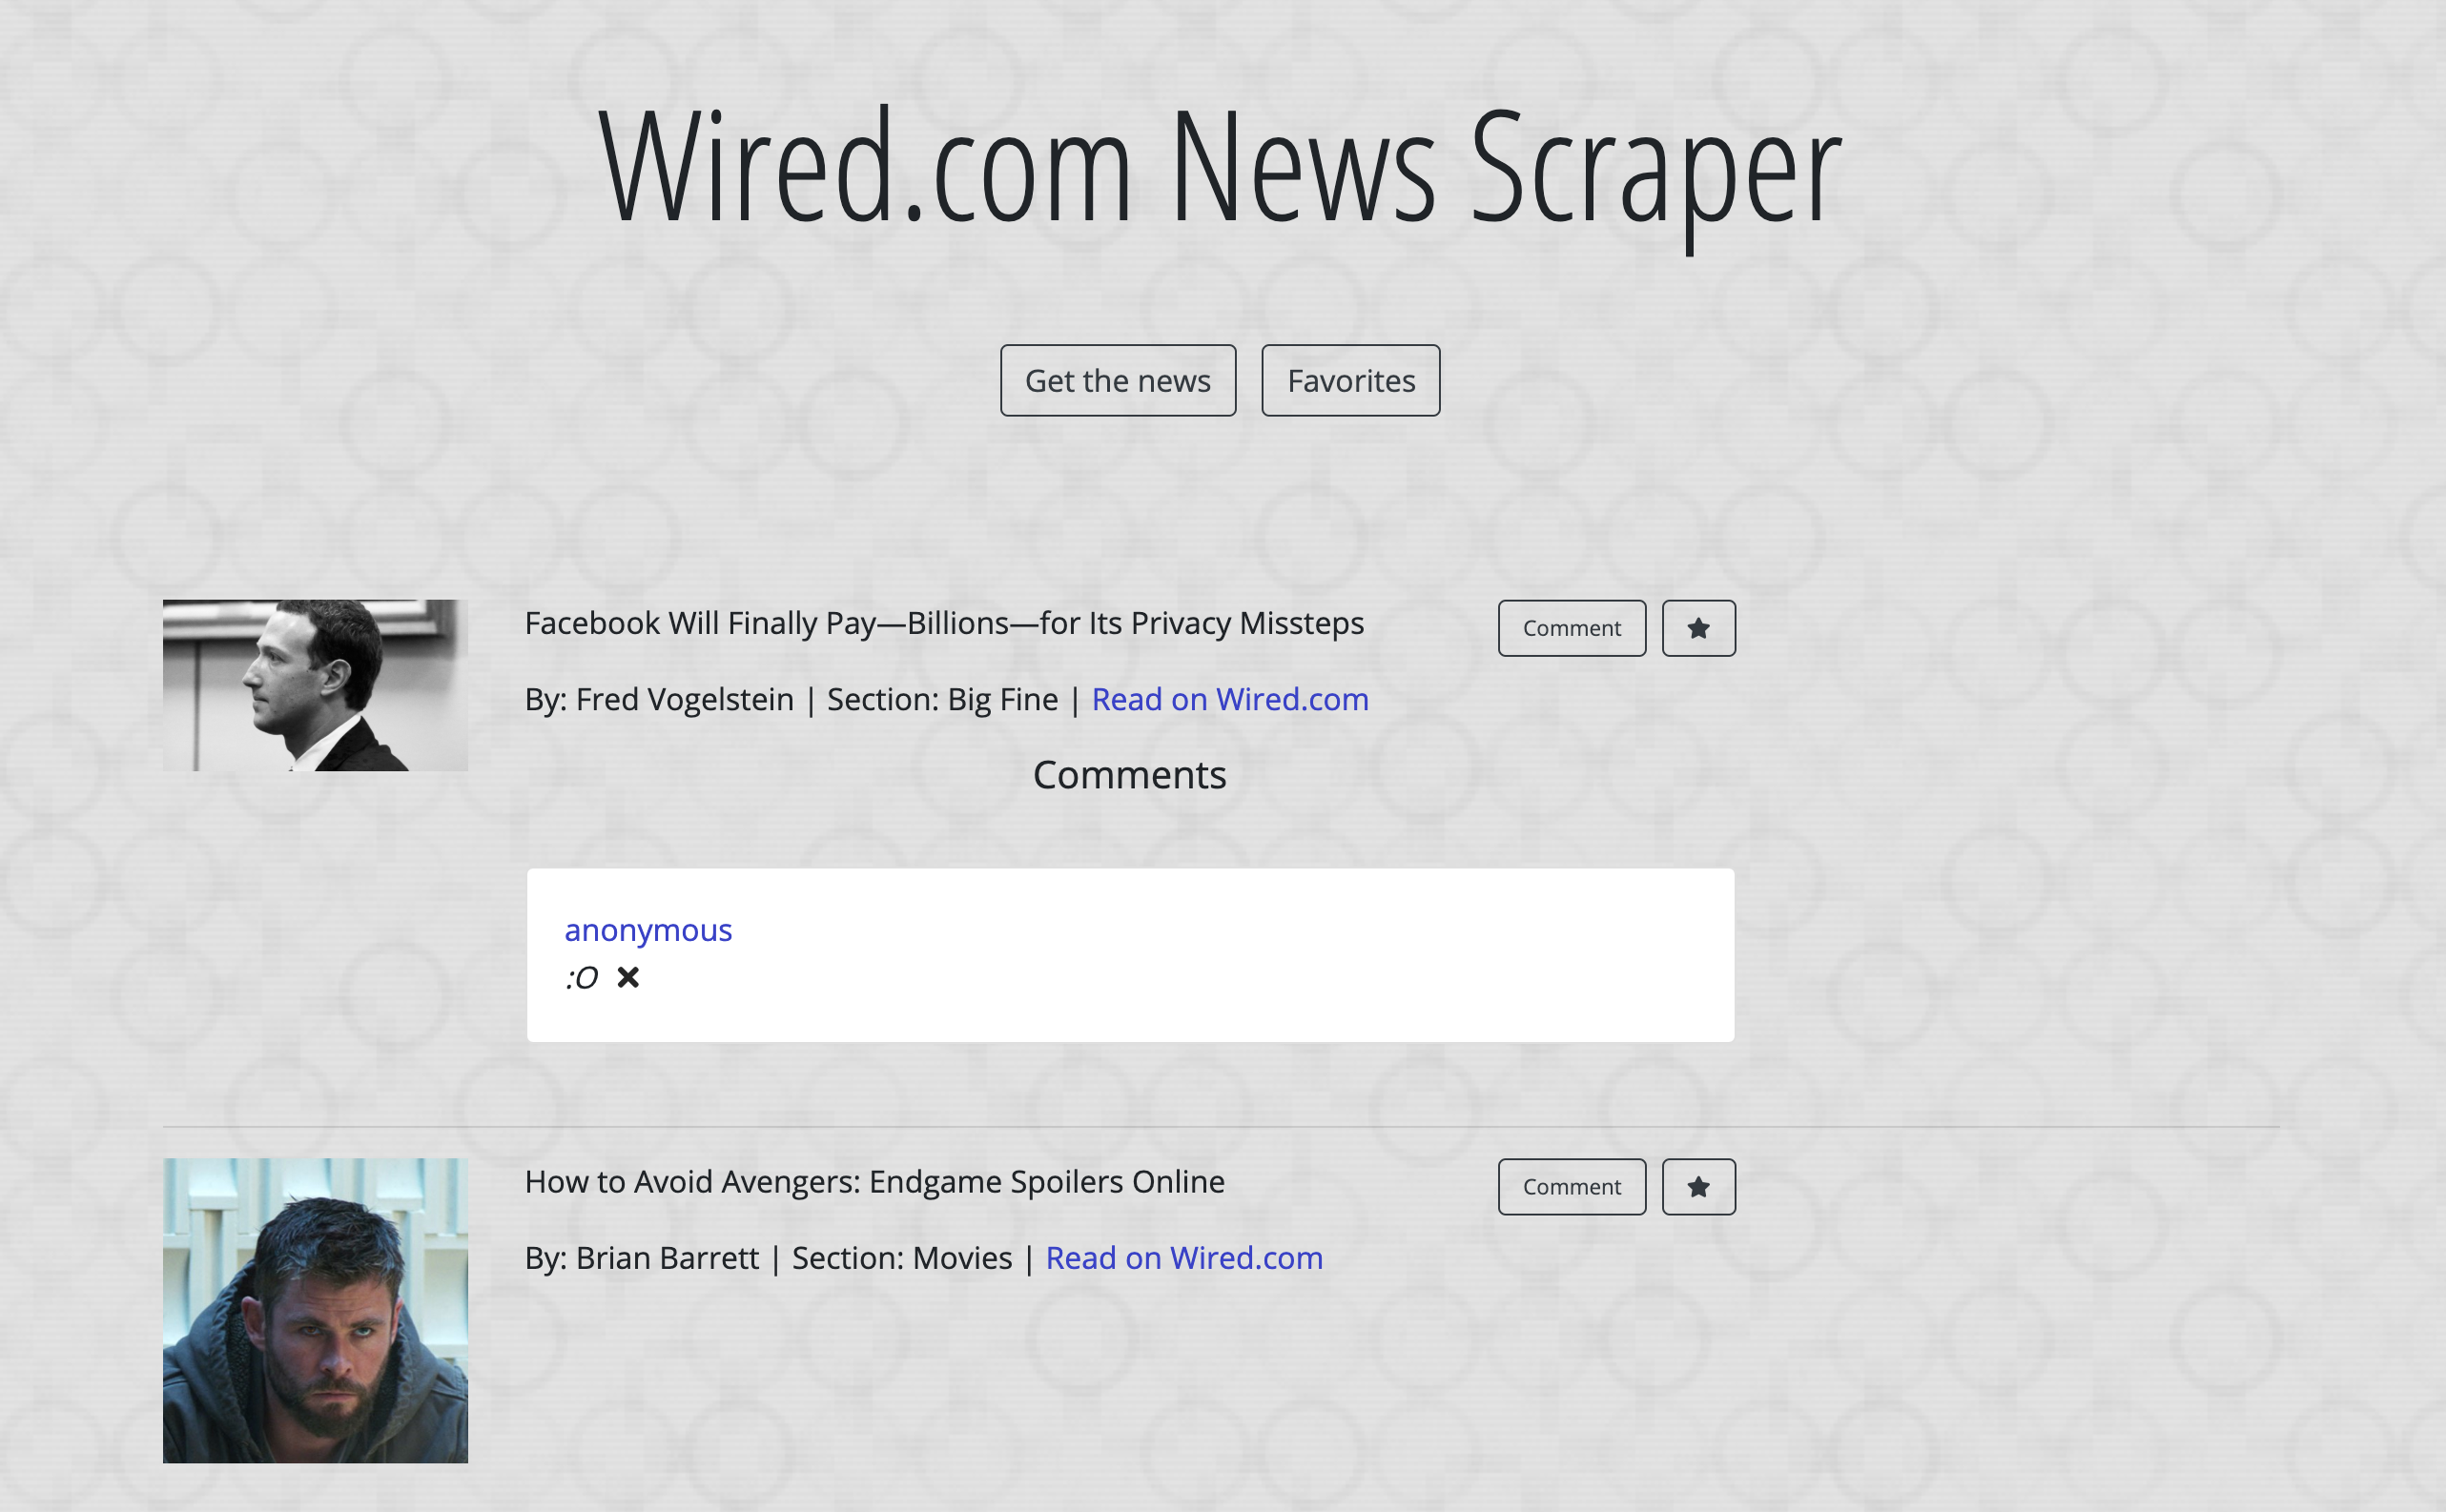 Wired.com News Scraper
Get the news
Favorites
Facebook Will Finally Pay—Billions—for Its Privacy Missteps
Comment
By: Fred Vogelstein | Section: Big Fine | Read on Wired.com
Comments
anonymous
:O
How to Avoid Avengers: Endgame Spoilers Online
Comment
By: Brian Barrett | Section: Movies | Read on Wired.com